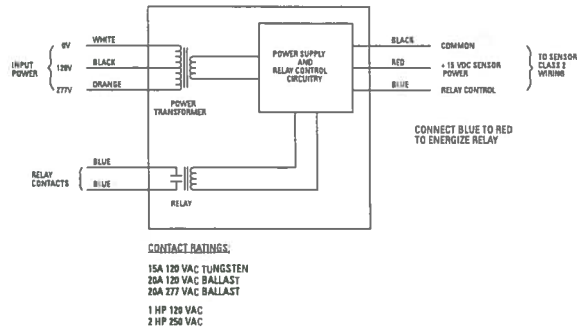 INPUT POWER
0V
120V
277V
WHITE
BLACK
ORANGE
POWER TRANSFORMER
POWER SUPPLY
AND
RELAY CONTROL
CIRCUITRY
BLACK
RED
BLUE
COMMON
+ 15 VDC SENSOR
POWER
RELAY CONTROL
TO SENSOR
CLASS 2
WIRING
CONNECT BLUE TO RED
TO ENERGIZE RELAY
RELAY
CONTACTS
BLUE
BLUE
RELAY
CONTACT RATINGS:
15A 120 VAC TUNGSTEN
20A 120 VAC BALLAST
20A 277 VAC BALLAST
1 HP 120 VAC
2 HP 250 VAC